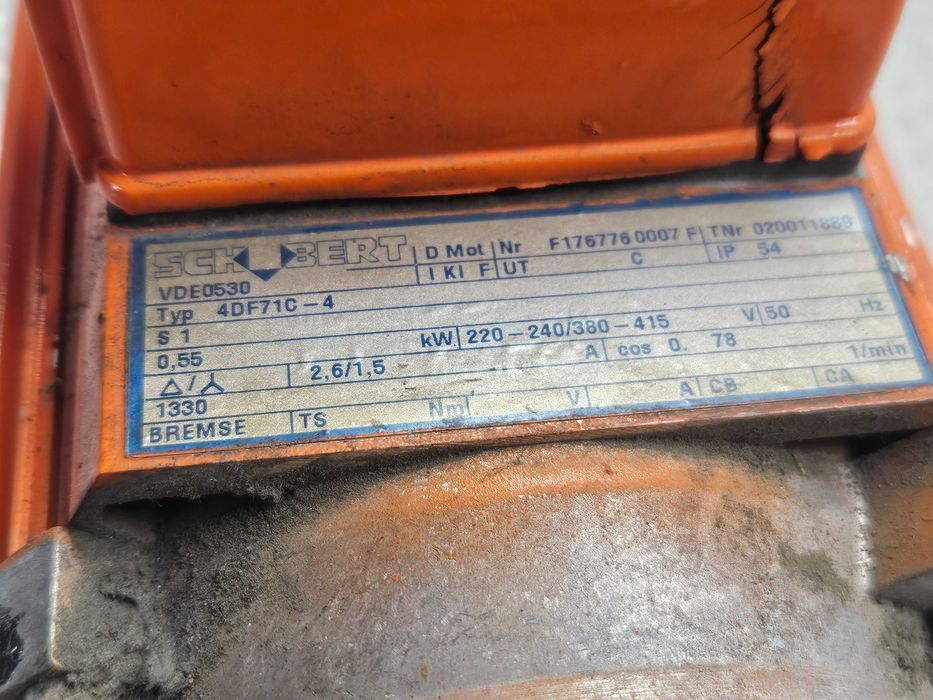 SCHUBERT D Mot Nr F176776 0007 F TNr 020011889
VDE0530 I Kl F UT C IP 54
Typ 4DF71C-4
S 1
0,55 kW 220-240/380-415 V 50 Hz
△/⅄ 2,6/1,5 A cos 0. 78
1330 1/min
BREMSE TS Nm V A CB CA